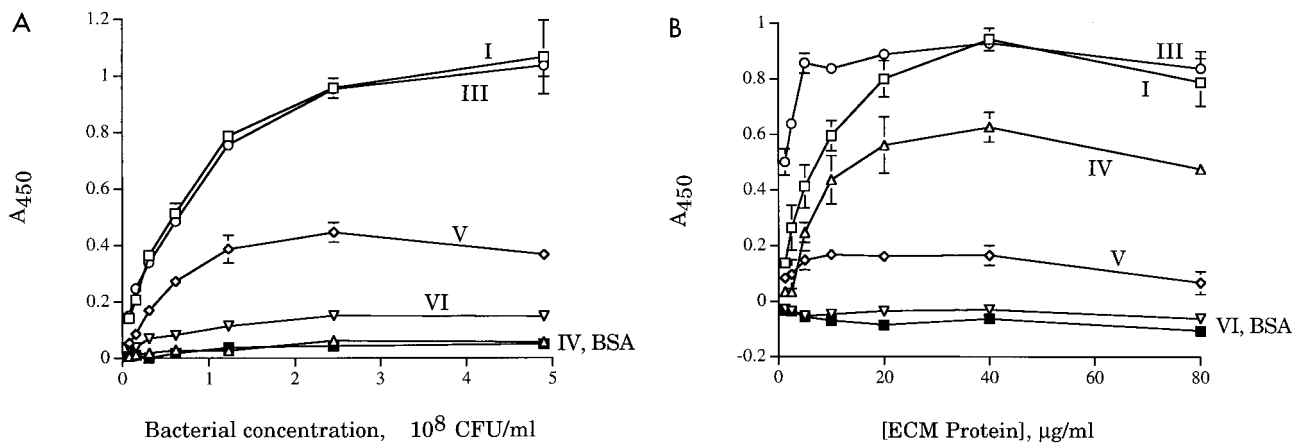 A
1.2
1
0.8
0.6
0.4
0.2
0
A450
0 1 2 3 4 5
Bacterial concentration, 10^8 CFU/ml
I
III
V
VI
IV, BSA
B
1
0.8
0.6
0.4
0.2
0
-0.2
A450
0 20 40 60 80
[ECM Protein], µg/ml
III
I
IV
V
VI, BSA